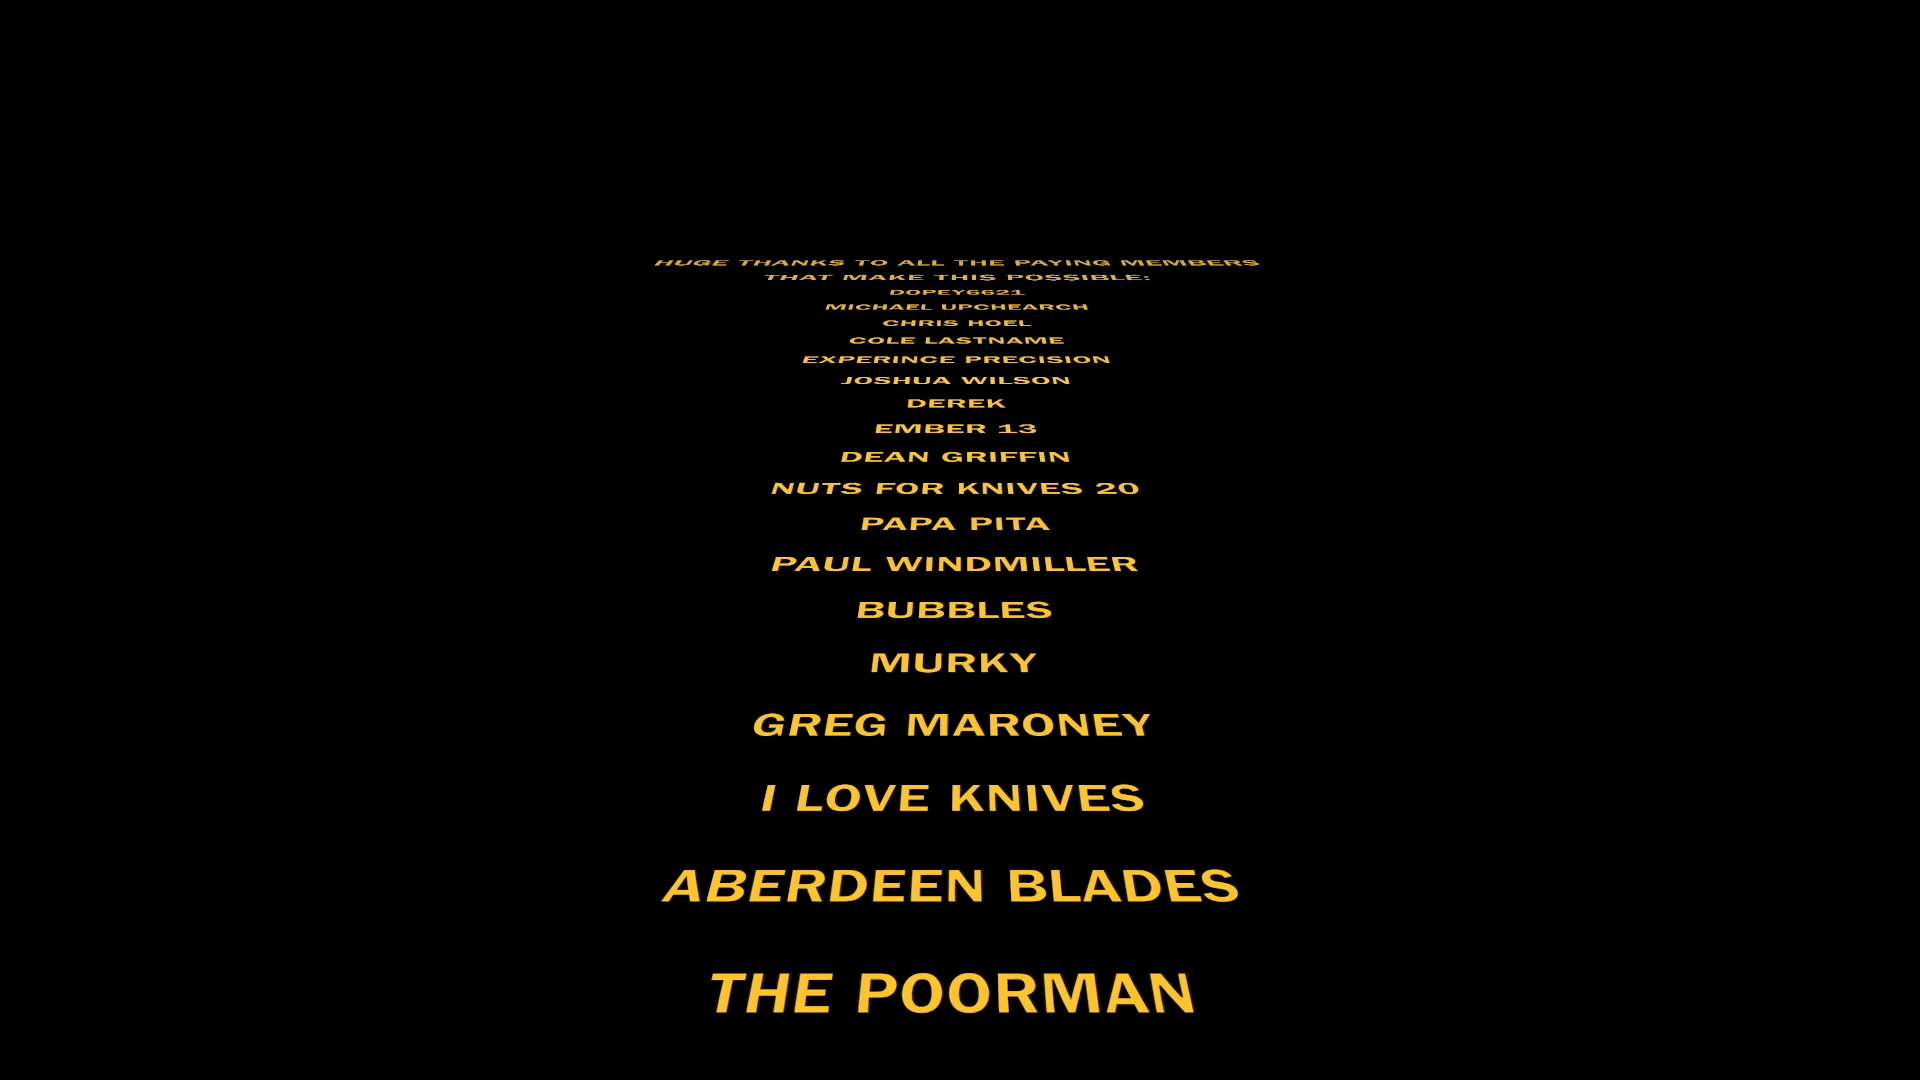 HUGE THANKS TO ALL THE PAYING MEMBERS
THAT MAKE THIS POSSIBLE:
DOPEY6621
MICHAEL UPCHEARCH
CHRIS HOEL
COLE LASTNAME
EXPERINCE PRECISION
JOSHUA WILSON
DEREK
EMBER 13
DEAN GRIFFIN
NUTS FOR KNIVES 20
PAPA PITA
PAUL WINDMILLER
BUBBLES
MURKY
GREG MARONEY
I LOVE KNIVES
ABERDEEN BLADES
THE POORMAN